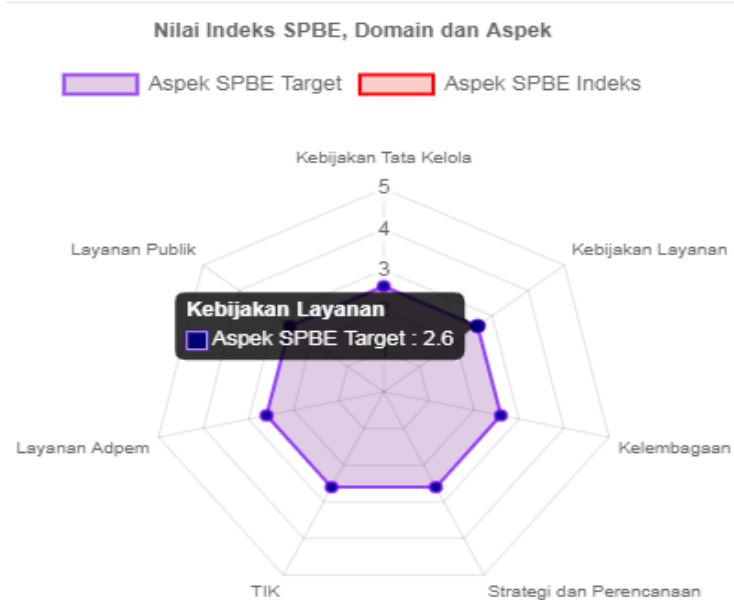 Nilai Indeks SPBE, Domain dan Aspek
Aspek SPBE Target
Aspek SPBE Indeks
Kebijakan Tata Kelola
5
4
3
Layanan Publik
Kebijakan Layanan
Kebijakan Layanan
Aspek SPBE Target : 2.6
Layanan Adpem
Kelembagaan
TIK
Strategi dan Perencanaan